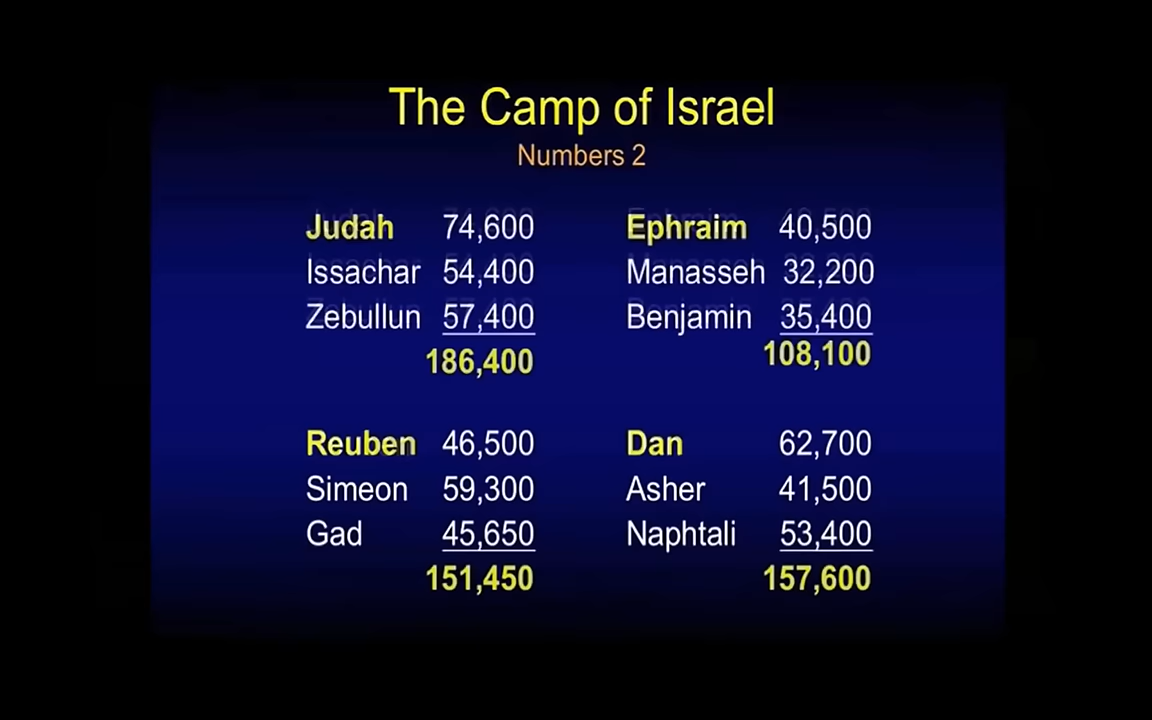 The Camp of Israel
Numbers 2
Judah 74,600
Issachar 54,400
Zebullun 57,400
186,400
Ephraim 40,500
Manasseh 32,200
Benjamin 35,400
108,100
Reuben 46,500
Simeon 59,300
Gad 45,650
151,450
Dan 62,700
Asher 41,500
Naphtali 53,400
157,600